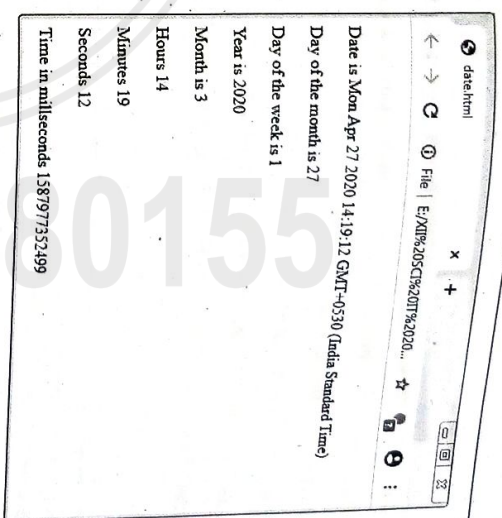 date.html
File | E:/XII%20SCI%20IT%2020...
Date is Mon Apr 27 2020 14:19:12 GMT+0530 (India Standard Time)
Day of the month is 27
Day of the week is 1
Year is 2020
Month is 3
Hours 14
Minutes 19
Seconds 12
Time in millseconds 1587977352499
80155